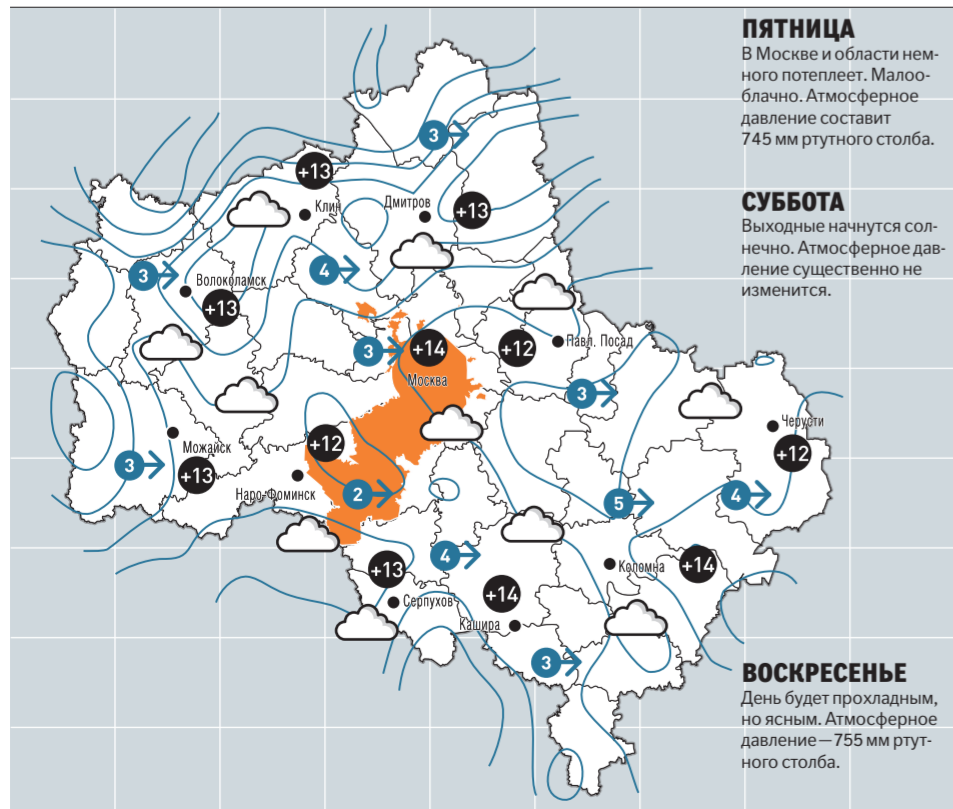 ПЯТНИЦА
В Москве и области нем-
ного потеплеет. Малоо-
блачно. Атмосферное
давление составит
745 мм ртутного столба.
СУББОТА
Выходные начнутся сол-
нечно. Атмосферное дав-
ление существенно не
изменится.
ВОСКРЕСЕНЬЕ
День будет прохладным,
но ясным. Атмосферное
давление—755 мм ртут-
ного столба.
3
+13
Клин
Дмитров
+13
3
Волоколамск
+13
4
3
+14
Москва
+12
Павл. Посад
3
Черусти
+12
Можайск
3
+13
+12
Наро-Фоминск
2
5
4
4
+13
Серпухов
+14
Кашира
Коломна
+14
3